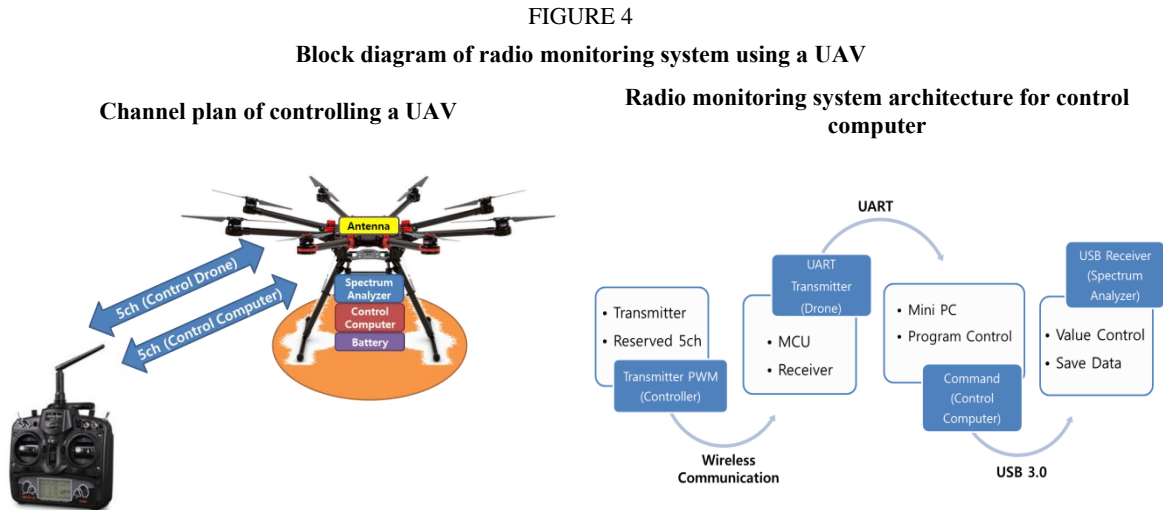 FIGURE 4
Block diagram of radio monitoring system using a UAV
Channel plan of controlling a UAV
Radio monitoring system architecture for control
computer
Antenna
5ch (Control Drone)
5ch (Control Computer)
Spectrum
Analyzer
Control
Computer
Battery
UART
• Transmitter
• Reserved 5ch
Transmitter PWM
(Controller)
Wireless
Communication
UART
Transmitter
(Drone)
• MCU
• Receiver
• Mini PC
• Program Control
Command
(Control
Computer)
USB 3.0
USB Receiver
(Spectrum
Analyzer)
• Value Control
• Save Data